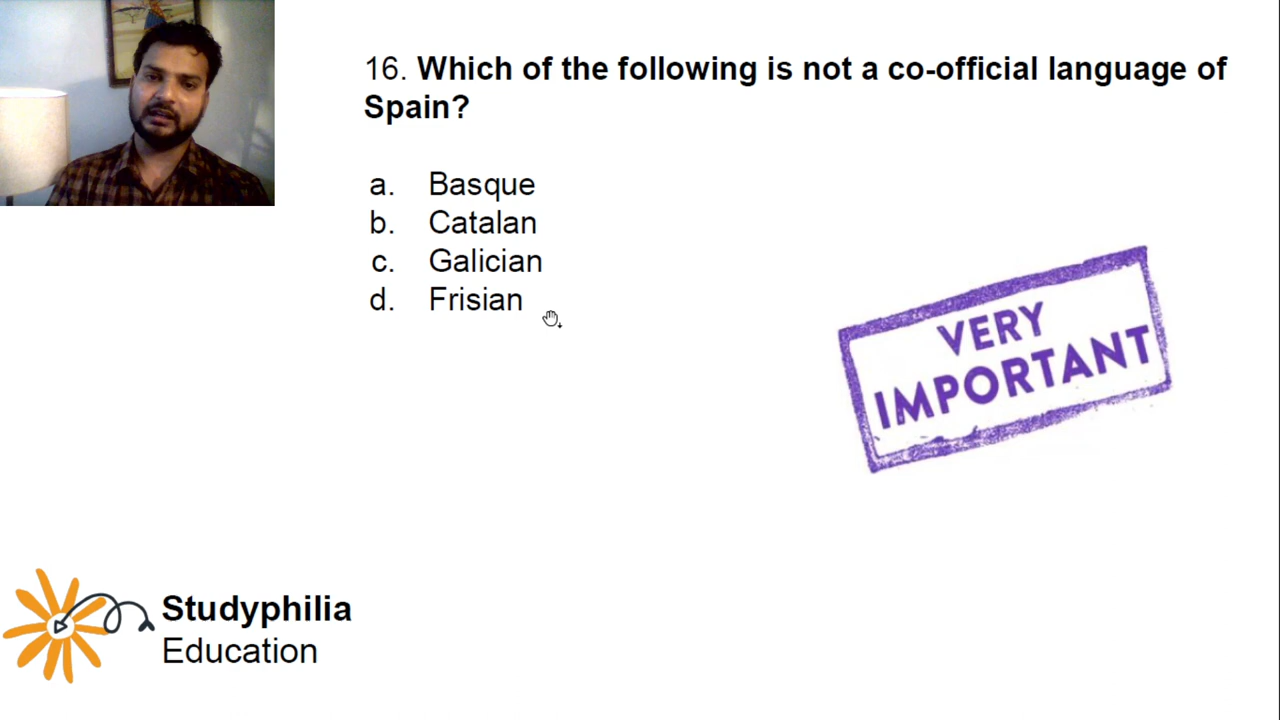 16. Which of the following is not a co-official language of
Spain?
a. Basque
b. Catalan
c. Galician
d. Frisian
VERY
IMPORTANT
Studyphilia
Education